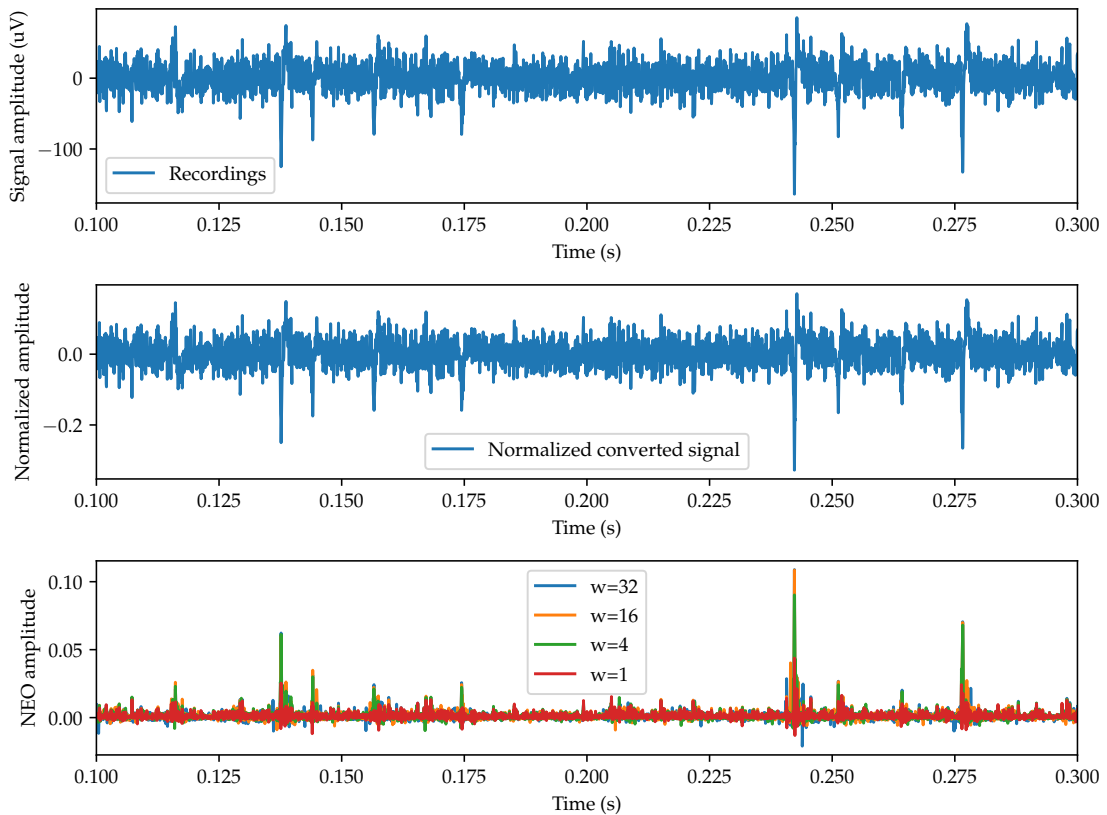 Signal amplitude (uV)
0
−100
Recordings
0.100 0.125 0.150 0.175 0.200 0.225 0.250 0.275 0.300
Time (s)
Normalized amplitude
0.0
−0.2
Normalized converted signal
0.100 0.125 0.150 0.175 0.200 0.225 0.250 0.275 0.300
Time (s)
NEO amplitude
0.10
0.05
0.00
w=32
w=16
w=4
w=1
0.100 0.125 0.150 0.175 0.200 0.225 0.250 0.275 0.300
Time (s)